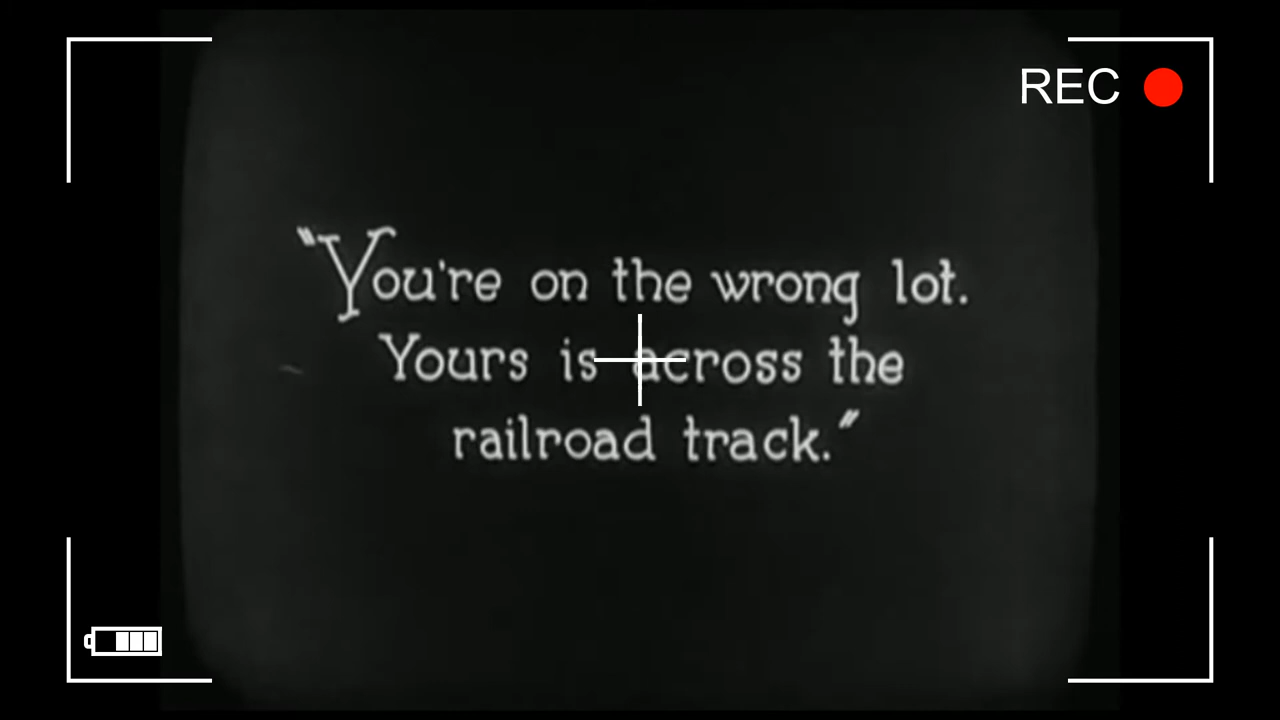 REC
"You're on the wrong lot.
Yours is across the
railroad track."